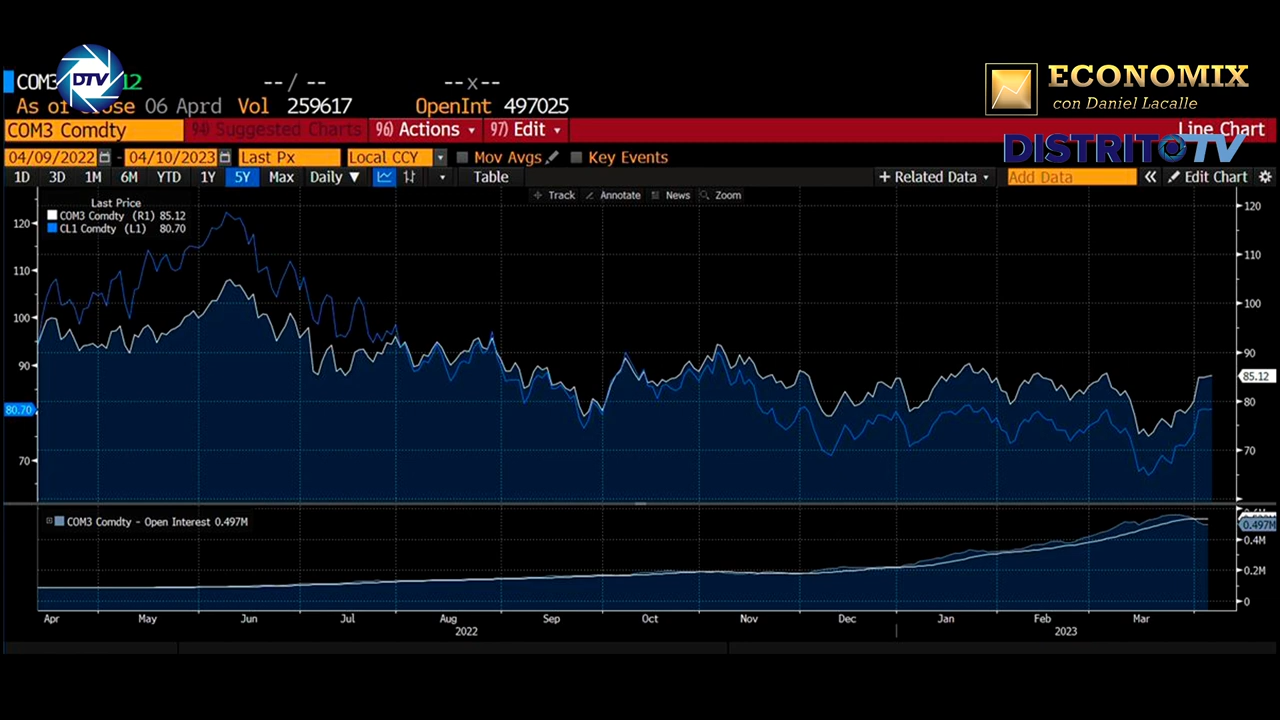 COM3 12 -- / -- -- x --
DTV
ECONOMIX
con Daniel Lacalle
As of Close 06 Aprd Vol 259617 OpenInt 497025
COM3 Comdty 94) Suggested Charts 96) Actions 97) Edit Line Chart
DISTRITOTV
04/09/2022 - 04/10/2023 Last Px Local CCY Mov Avgs Key Events
1D 3D 1M 6M YTD 1Y 5Y Max Daily ▼ Table + Related Data Add Data « Edit Chart
Track Annotate News Zoom
Last Price
COM3 Comdty (R1) 85.12
CL1 Comdty (L1) 80.70
120 120
110 110
100 100
90 90
85.12
80.70 80
70 70
COM3 Comdty - Open Interest 0.497M
0.497M
0.4M
0.2M
0
Apr May Jun Jul Aug Sep Oct Nov Dec Jan Feb Mar
2022 2023